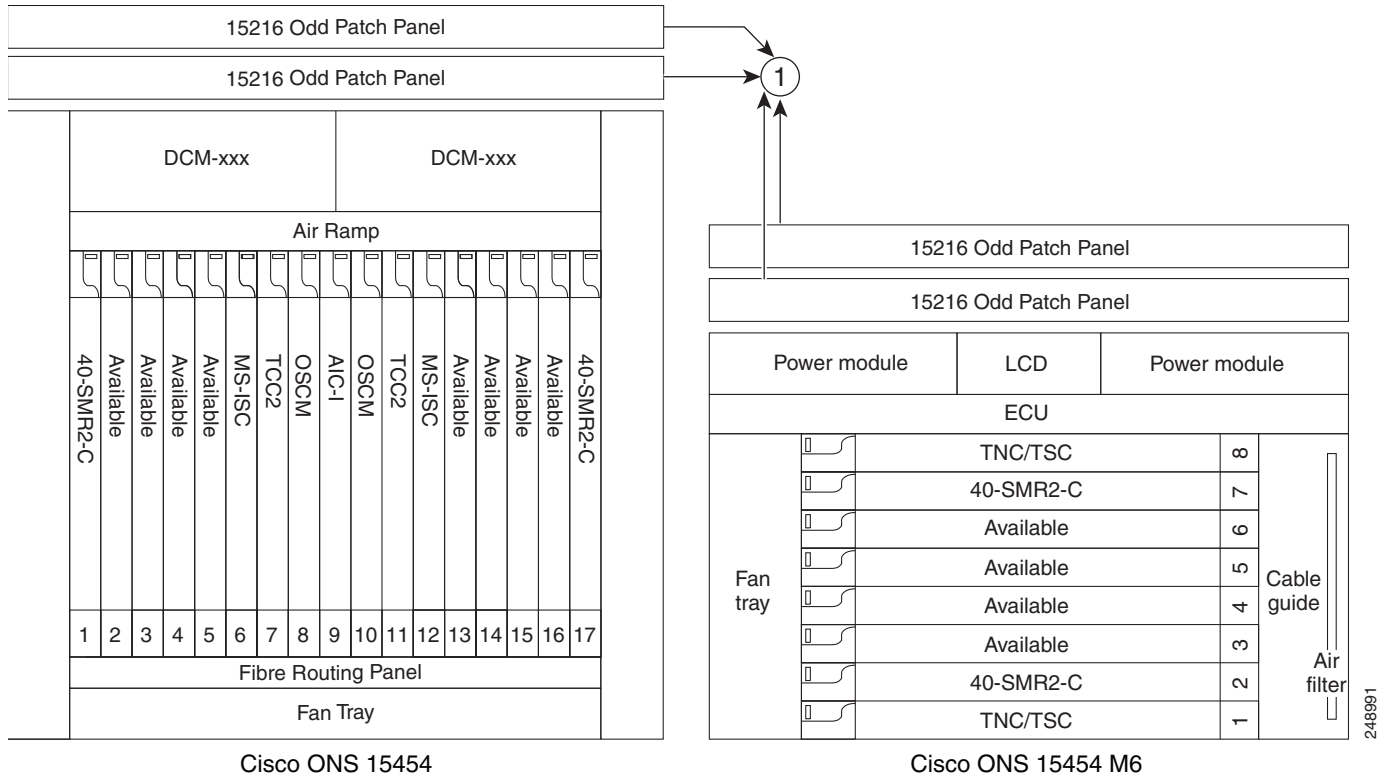 15216 Odd Patch Panel
15216 Odd Patch Panel
1
DCM-xxx
DCM-xxx
Air Ramp
40-SMR2-C
Available
Available
Available
Available
MS-ISC
TCC2
OSCM
AIC-I
OSCM
TCC2
MS-ISC
Available
Available
Available
Available
40-SMR2-C
1 2 3 4 5 6 7 8 9 10 11 12 13 14 15 16 17
Fibre Routing Panel
Fan Tray
Cisco ONS 15454
15216 Odd Patch Panel
15216 Odd Patch Panel
Power module
LCD
Power module
ECU
Fan
tray
TNC/TSC 8
40-SMR2-C 7
Available 6
Available 5
Available 4
Available 3
40-SMR2-C 2
TNC/TSC 1
Cable
guide
Air
filter
248991
Cisco ONS 15454 M6